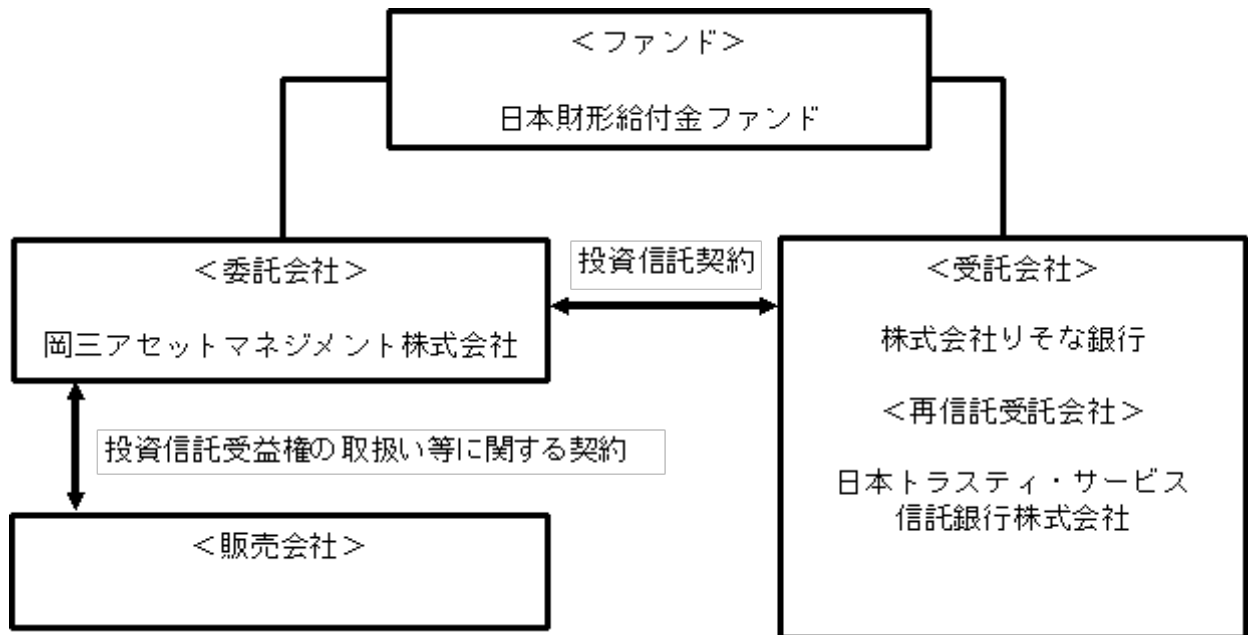 ＜ファンド＞
日本財形給付金ファンド
＜委託会社＞
岡三アセットマネジメント株式会社
投資信託契約
＜受託会社＞
株式会社りそな銀行
＜再信託受託会社＞
日本トラスティ・サービス
信託銀行株式会社
投資信託受益権の取扱い等に関する契約
＜販売会社＞